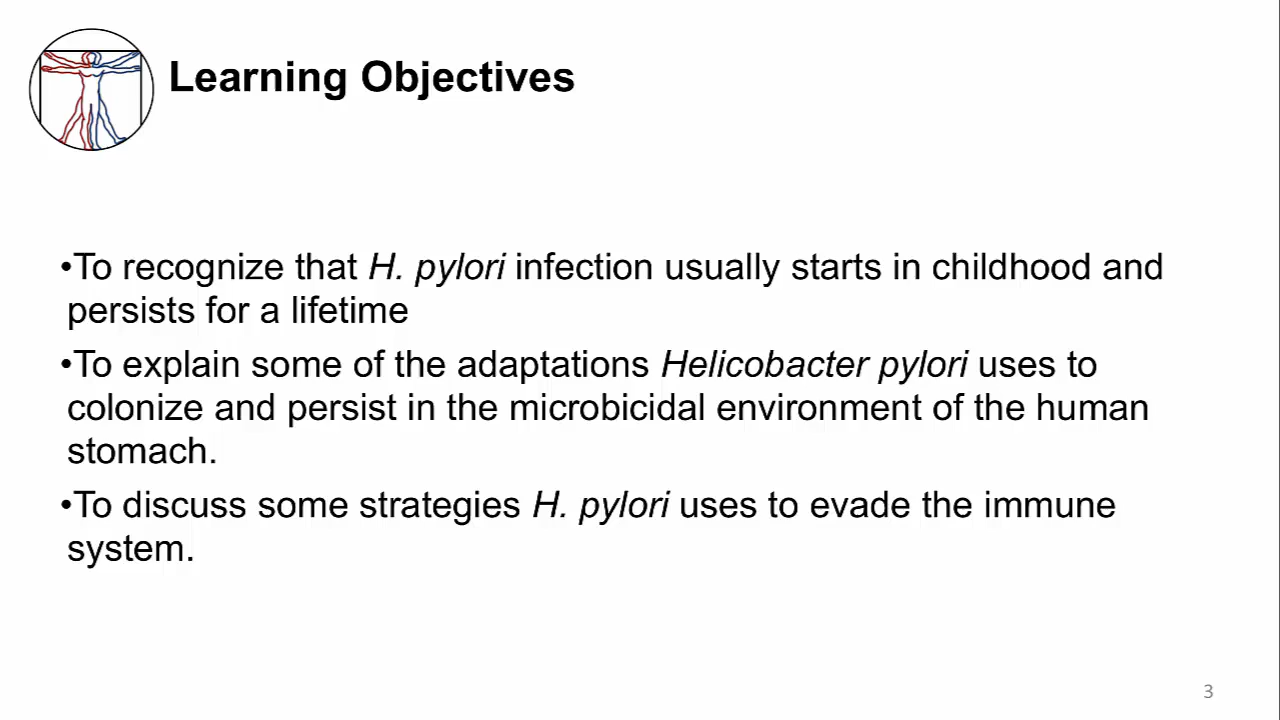 Learning Objectives
•To recognize that H. pylori infection usually starts in childhood and
persists for a lifetime
•To explain some of the adaptations Helicobacter pylori uses to
colonize and persist in the microbicidal environment of the human
stomach.
•To discuss some strategies H. pylori uses to evade the immune
system.
3